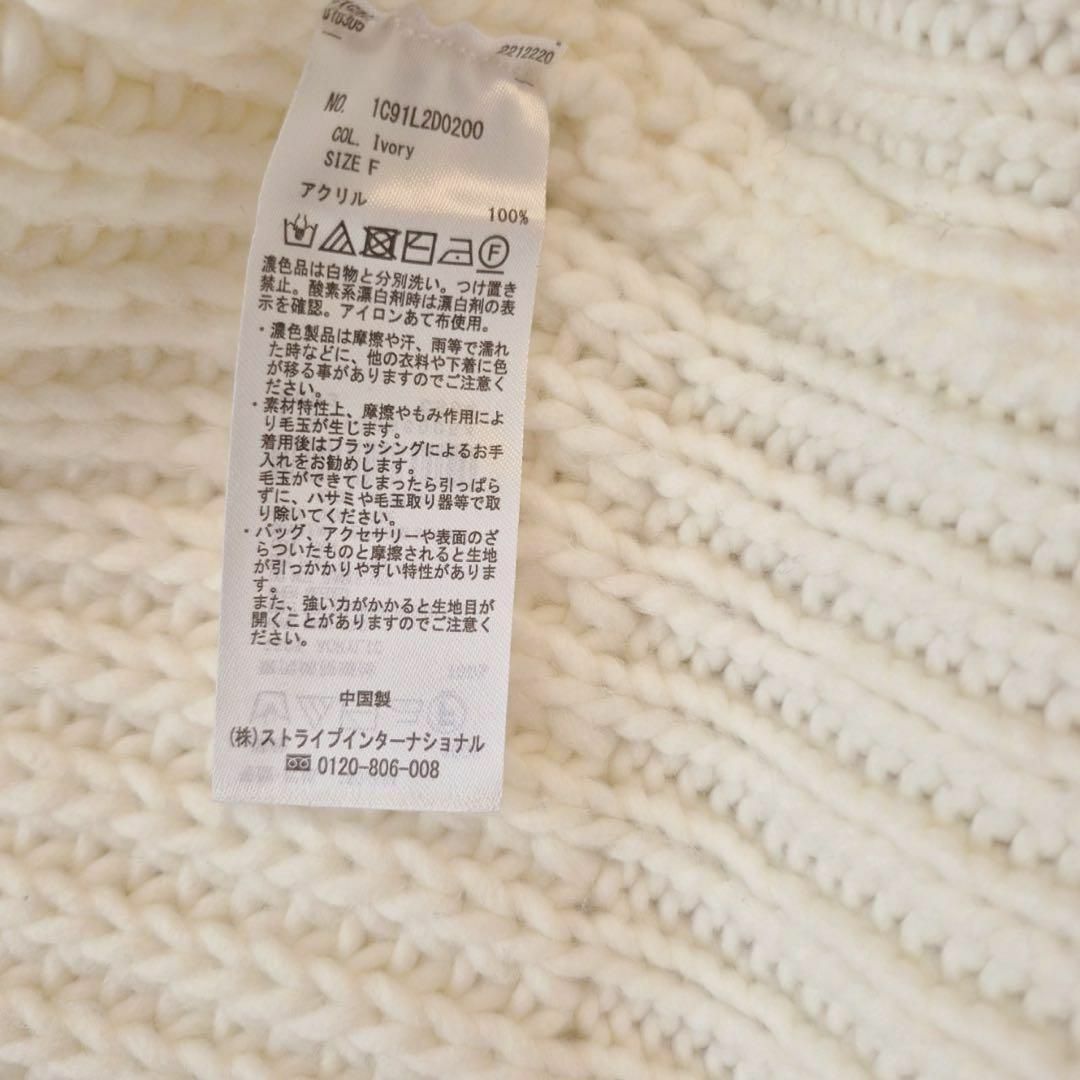 2212220
NO. 1C91L2D0200
COL. Ivory
SIZE F
アクリル 100%
F
濃色品は白物と分別洗い。つけ置き
禁止。酸素系漂白剤時は漂白剤の表
示を確認。アイロンあて布使用。
・濃色製品は摩擦や汗、雨等で濡れ
た時などに、他の衣料や下着に色
が移る事がありますのでご注意く
ださい。
・素材特性上、摩擦やもみ作用によ
り毛玉が生じます。
着用後はブラッシングによるお手
入れをお勧めします。
毛玉ができてしまったら引っぱら
ずに、ハサミや毛玉取り器等で取
り除いてください。
・バッグ、アクセサリーや表面のざ
らついたものと摩擦されると生地
が引っかかりやすい特性がありま
す。
また、強い力がかかると生地目が
開くことがありますのでご注意く
ださい。
中国製
(株)ストライプインターナショナル
0120-806-008